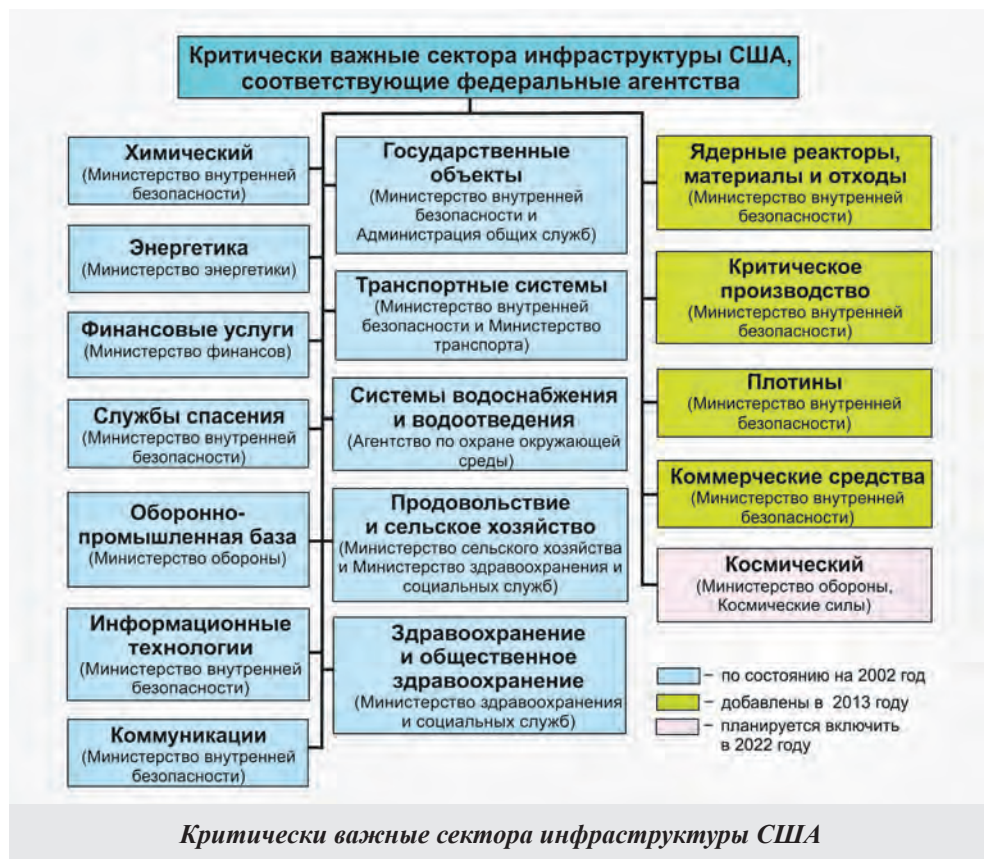 Критически важные сектора инфраструктуры США,
соответствующие федеральные агентства
Химический
(Министерство внутренней
безопасности)
Энергетика
(Министерство энергетики)
Финансовые услуги
(Министерство финансов)
Службы спасения
(Министерство внутренней
безопасности)
Оборонно-
промышленная база
(Министерство обороны)
Информационные
технологии
(Министерство внутренней
безопасности)
Коммуникации
(Министерство внутренней
безопасности)
Государственные
объекты
(Министерство внутренней
безопасности и
Администрация общих служб)
Транспортные системы
(Министерство внутренней
безопасности и Министерство
транспорта)
Системы водоснабжения
и водоотведения
(Агентство по охране окружающей
среды)
Продовольствие
и сельское хозяйство
(Министерство сельского хозяйства
и Министерство здравоохранения и
социальных служб)
Здравоохранение
и общественное
здравоохранение
(Министерство здравоохранения
и социальных служб)
Ядерные реакторы,
материалы и отходы
(Министерство внутренней
безопасности)
Критическое
производство
(Министерство внутренней
безопасности)
Плотины
(Министерство внутренней
безопасности)
Коммерческие средства
(Министерство внутренней
безопасности)
Космический
(Министерство обороны,
Космические силы)
– по состоянию на 2002 год
– добавлены в 2013 году
– планируется включить
в 2022 году
Критически важные сектора инфраструктуры США